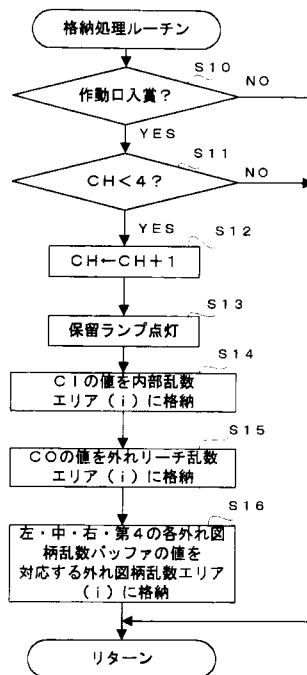 格納処理ルーチン
S10
NO
作動口入賞？
YES
S11
NO
CH＜4？
YES
S12
CH←CH＋1
S13
保留ランプ点灯
S14
CIの値を内部乱数
エリア（i）に格納
S15
COの値を外れリーチ乱数
エリア（i）に格納
S16
左・中・右・第4の各外れ図
柄乱数バッファの値を
対応する外れ図柄乱数エリア
（i）に格納
リターン